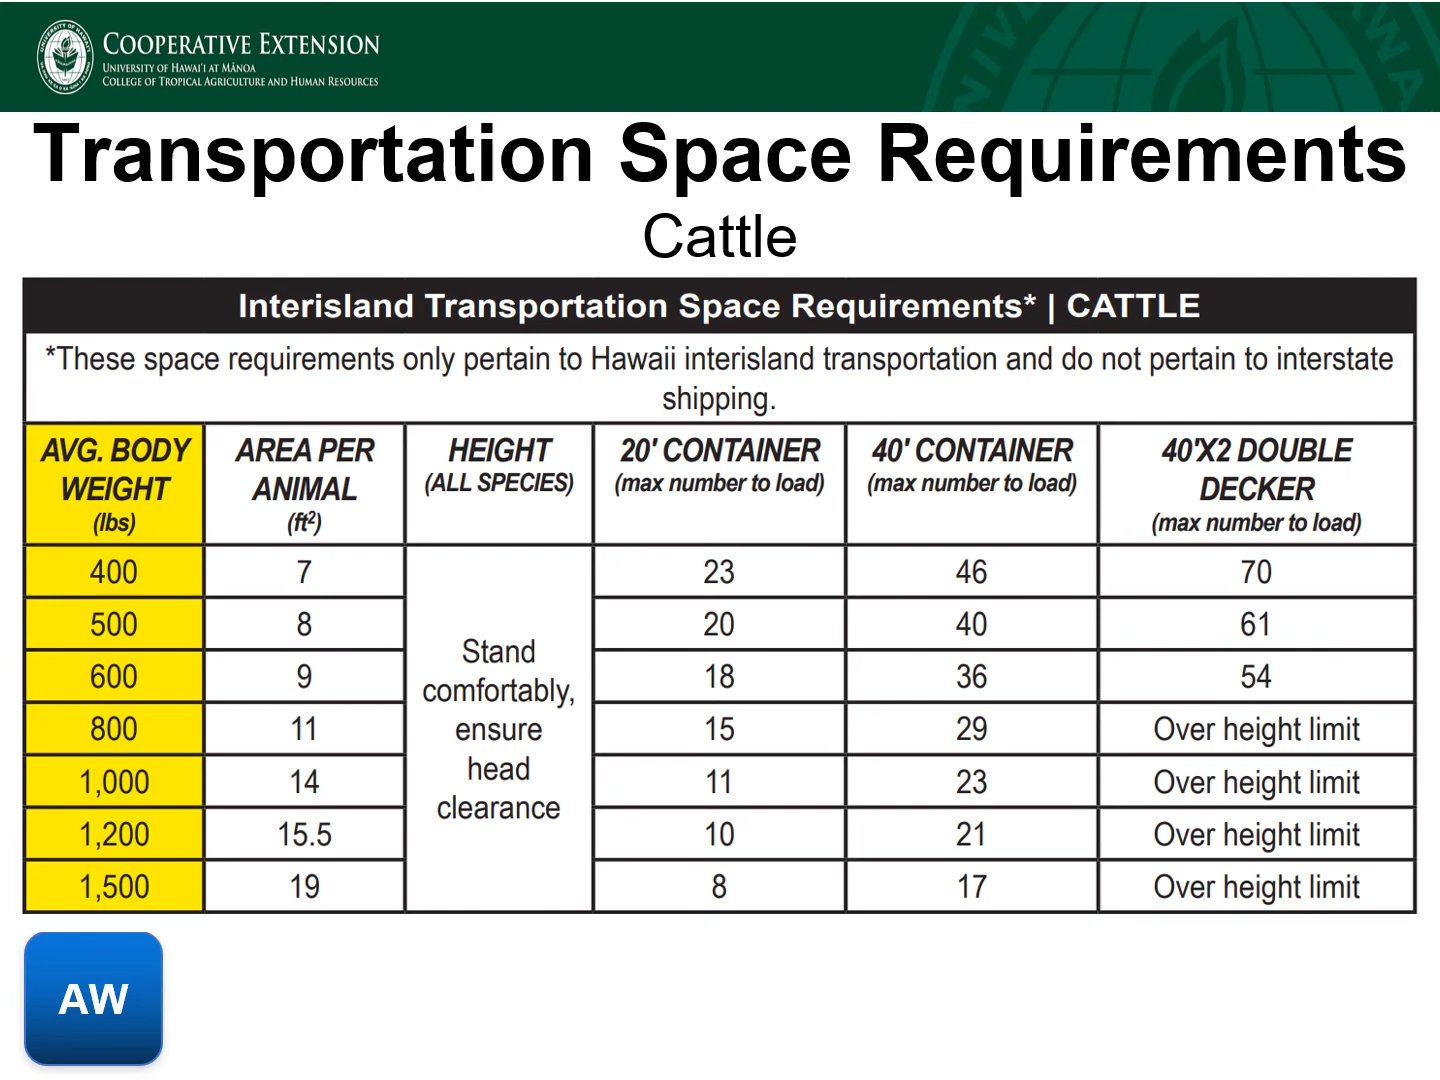 COOPERATIVE EXTENSION
UNIVERSITY OF HAWAI'I AT MĀNOA
COLLEGE OF TROPICAL AGRICULTURE AND HUMAN RESOURCES
Transportation Space Requirements
Cattle
Interisland Transportation Space Requirements* | CATTLE
*These space requirements only pertain to Hawaii interisland transportation and do not pertain to interstate
shipping.
AVG. BODY WEIGHT (lbs) AREA PER ANIMAL (ft²) HEIGHT (ALL SPECIES) 20' CONTAINER (max number to load) 40' CONTAINER (max number to load) 40'X2 DOUBLE DECKER (max number to load)
400 7 Stand comfortably, ensure head clearance 23 46 70
500 8 20 40 61
600 9 18 36 54
800 11 15 29 Over height limit
1,000 14 11 23 Over height limit
1,200 15.5 10 21 Over height limit
1,500 19 8 17 Over height limit
AW